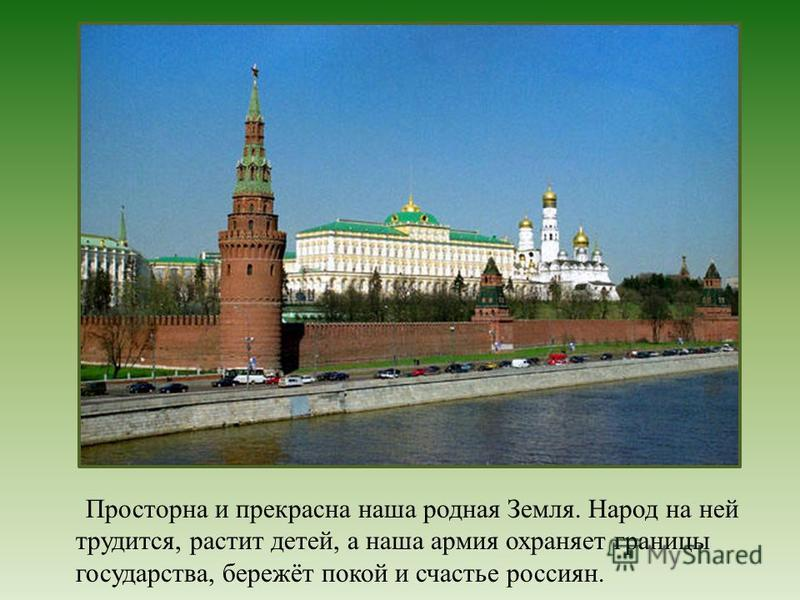 Просторна и прекрасна наша родная Земля. Народ на ней
трудится, растит детей, а наша армия охраняет границы
государства, бережёт покой и счастье россиян.
MyShared